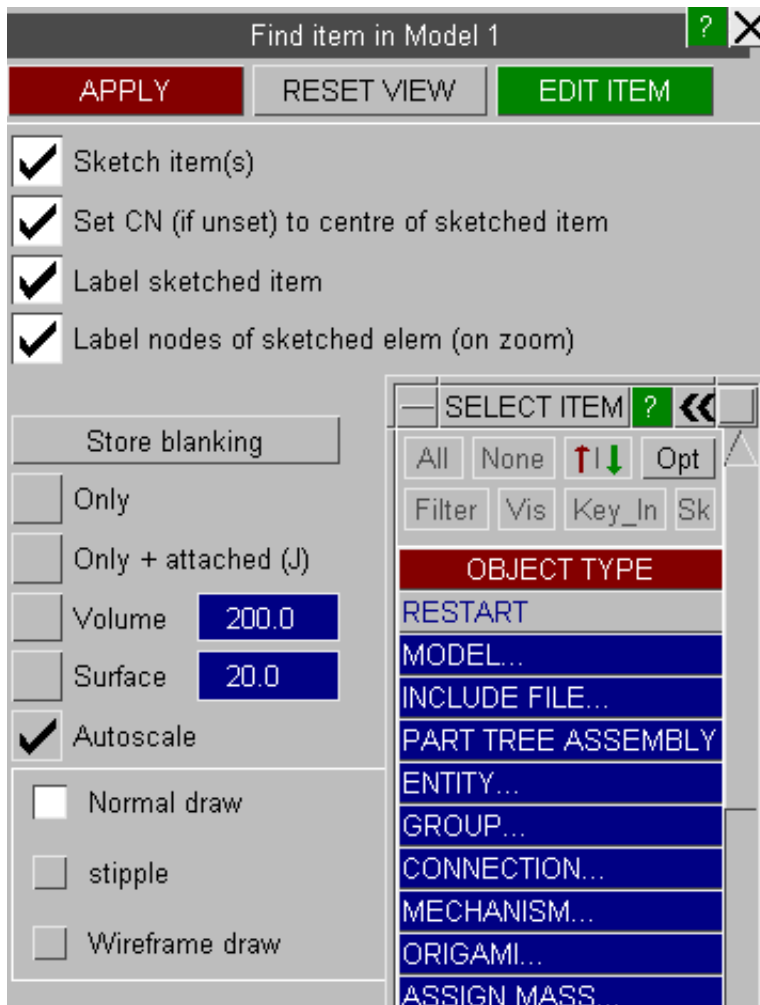 Find item in Model 1 ?
APPLY RESET VIEW EDIT ITEM
Sketch item(s)
Set CN (if unset) to centre of sketched item
Label sketched item
Label nodes of sketched elem (on zoom)
Store blanking
Only
Only + attached (J)
Volume 200.0
Surface 20.0
Autoscale
Normal draw
stipple
Wireframe draw
SELECT ITEM ?
All None Opt
Filter Vis Key_In Sk
OBJECT TYPE
RESTART
MODEL...
INCLUDE FILE...
PART TREE ASSEMBLY
ENTITY...
GROUP...
CONNECTION...
MECHANISM...
ORIGAMI...
ASSIGN MASS...